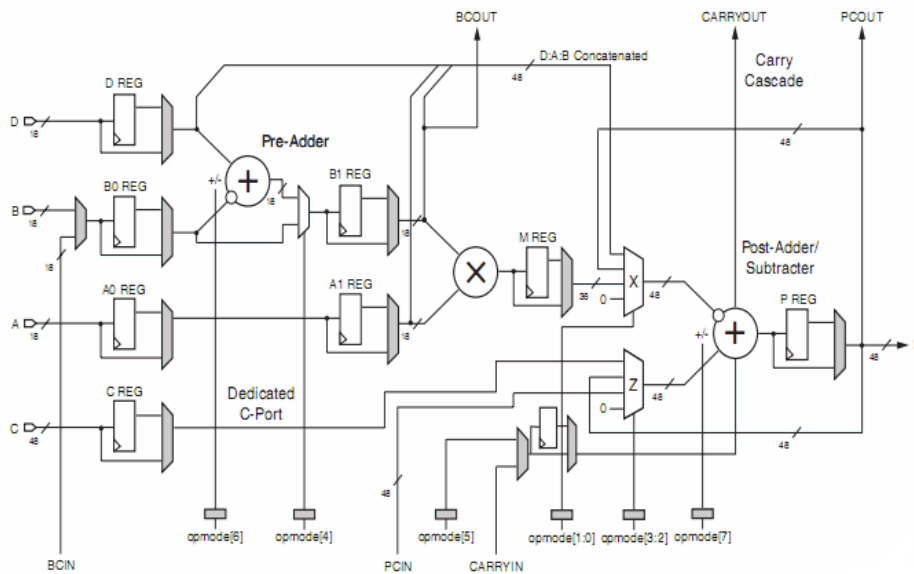 BCOUT
CARRYOUT
PCOUT
D:A:B Concatenated
48
Carry
Cascade
D REG
D
18
Pre-Adder
48
+/-
+
18
B0 REG
B1 REG
B
18
18
18
M REG
Post-Adder/
Subtracter
×
X
36
0
48
P REG
A0 REG
A1 REG
A
18
18
+/-
+
48
C REG
Dedicated
C-Port
Z
0
48
C
48
48
48
opmode[6]
opmode[4]
opmode[5]
opmode[1:0]
opmode[3:2]
opmode[7]
BCIN
PCIN
CARRYIN